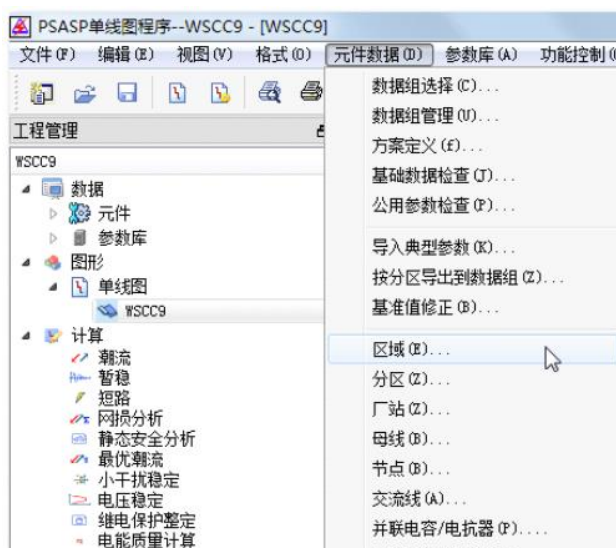 PSASP单线图程序--WSCC9 - [WSCC9]
文件(F) 编辑(E) 视图(V) 格式(O) 元件数据(D) 参数库(A) 功能控制(
工程管理
WSCC9
数据
元件
参数库
图形
单线图
WSCC9
计算
潮流
暂稳
短路
网损分析
静态安全分析
最优潮流
小干扰稳定
电压稳定
继电保护整定
电能质量计算
数据组选择(C)...
数据组管理(U)...
方案定义(f)...
基础数据检查(J)...
公用参数检查(P)...
导入典型参数(K)...
按分区导出到数据组(Z)...
基准值修正(B)...
区域(E)...
分区(Z)...
厂站(Z)...
母线(B)...
节点(B)...
交流线(A)...
并联电容/电抗器(P)....